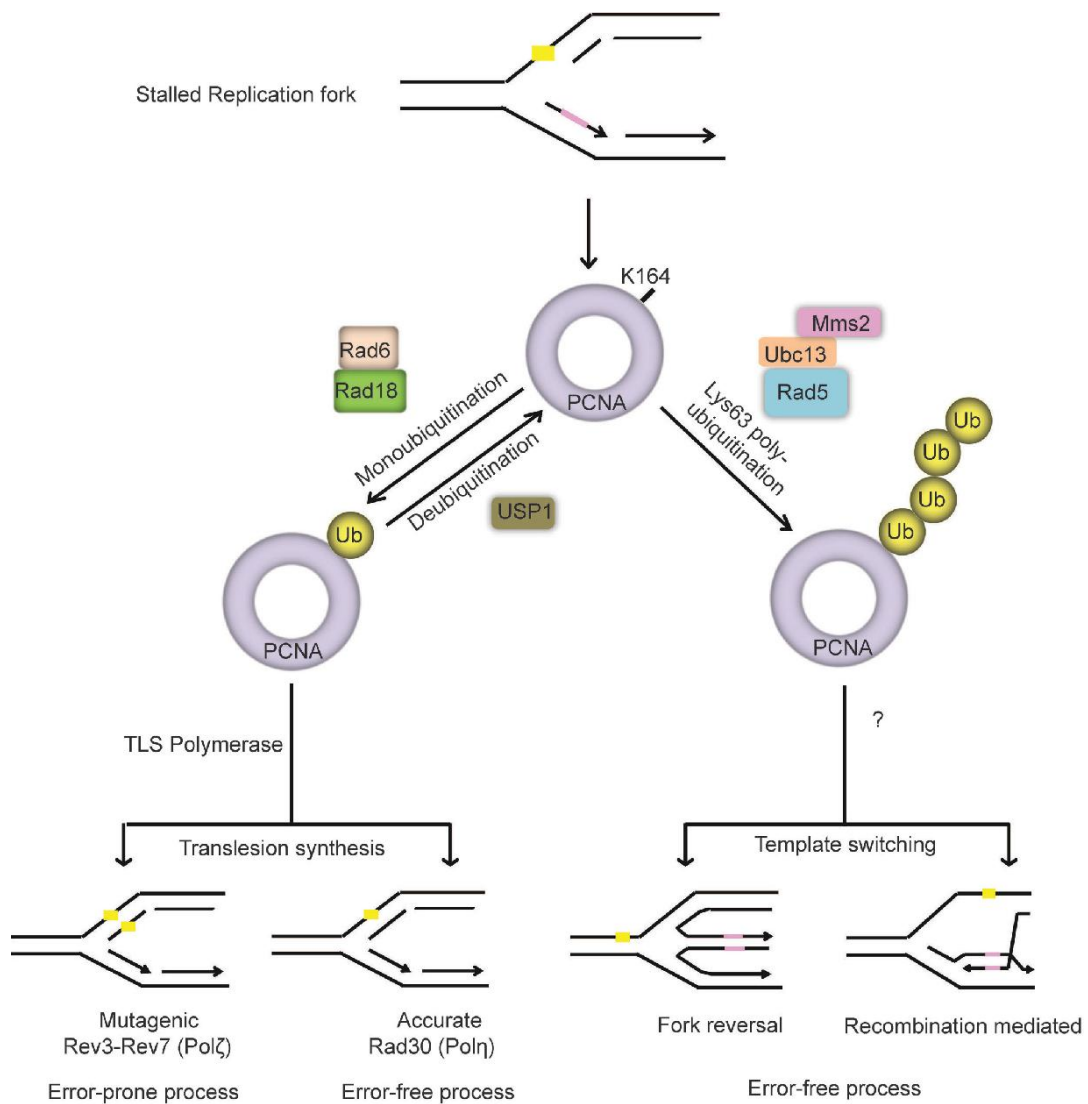 Stalled Replication fork
K164
PCNA
Rad6
Rad18
Mms2
Ubc13
Rad5
Monoubiquitination
Deubiquitination
USP1
Lys63 poly-
ubiquitination
Ub
PCNA
Ub
Ub
Ub
Ub
PCNA
TLS Polymerase
?
Translesion synthesis
Template switching
Mutagenic
Rev3-Rev7 (Polζ)
Accurate
Rad30 (Polη)
Fork reversal
Recombination mediated
Error-prone process
Error-free process
Error-free process